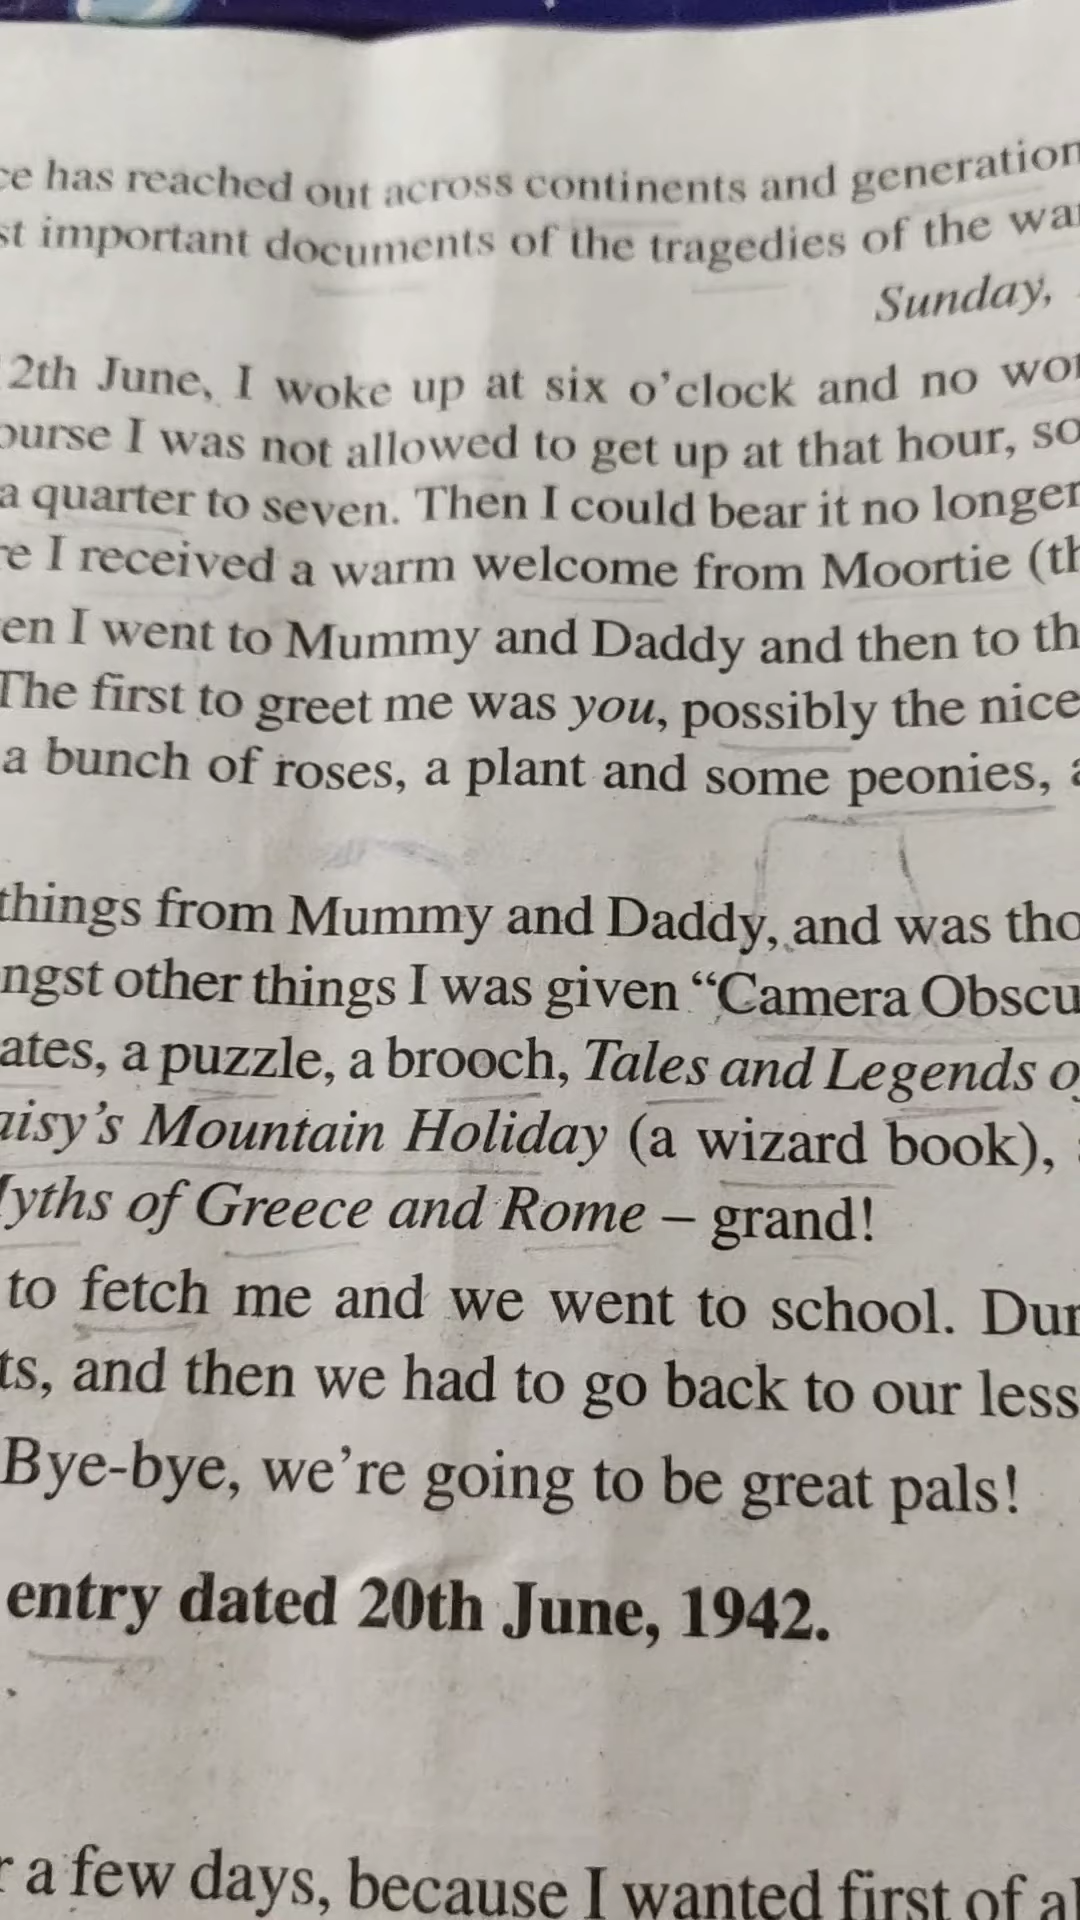 ce has reached out across continents and generation
st important documents of the tragedies of the war
Sunday,
2th June, I woke up at six o'clock and no wor
ourse I was not allowed to get up at that hour, so
a quarter to seven. Then I could bear it no longer
re I received a warm welcome from Moortie (th
en I went to Mummy and Daddy and then to th
The first to greet me was you, possibly the nice
a bunch of roses, a plant and some peonies, a
things from Mummy and Daddy, and was tho
ngst other things I was given “Camera Obscu
ates, a puzzle, a brooch, Tales and Legends o
aisy's Mountain Holiday (a wizard book),
Myths of Greece and Rome – grand!
to fetch me and we went to school. Dur
ts, and then we had to go back to our less
Bye-bye, we're going to be great pals!
entry dated 20th June, 1942.
r a few days, because I wanted first of al